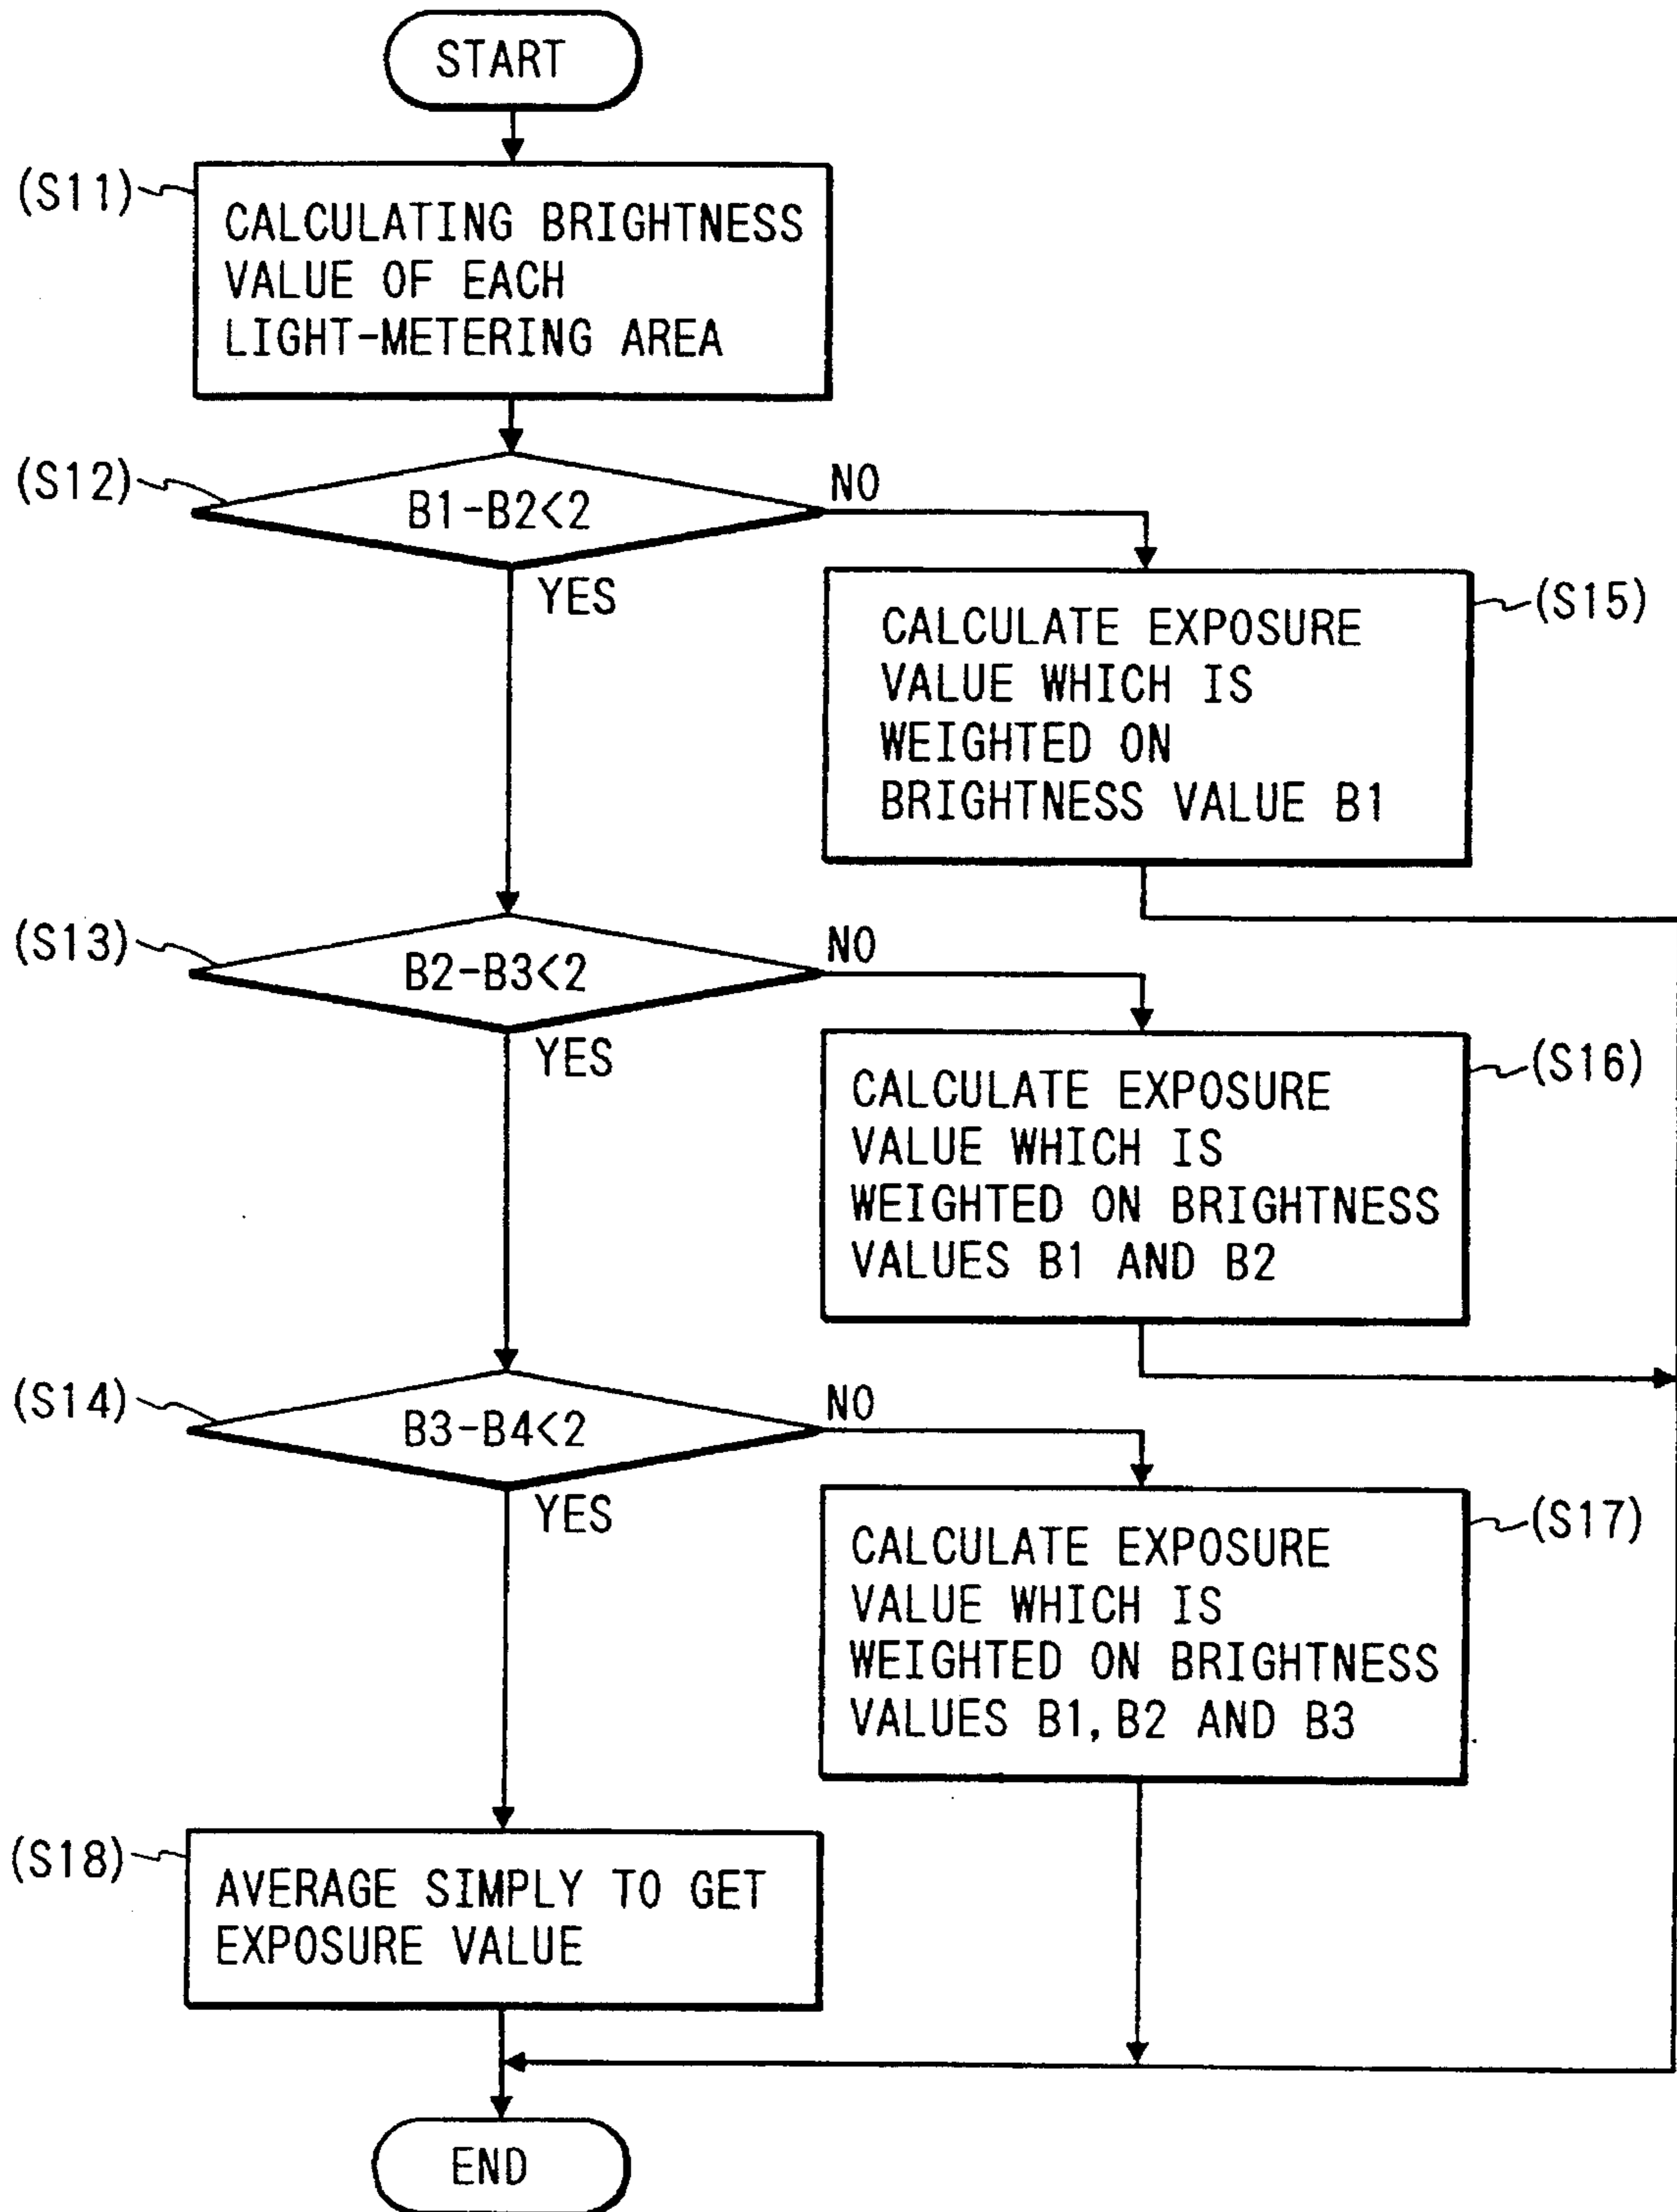 START
(S11)
CALCULATING BRIGHTNESS
VALUE OF EACH
LIGHT-METERING AREA
(S12)
B1-B2<2
NO
YES
(S15)
CALCULATE EXPOSURE
VALUE WHICH IS
WEIGHTED ON
BRIGHTNESS VALUE B1
(S13)
B2-B3<2
NO
YES
(S16)
CALCULATE EXPOSURE
VALUE WHICH IS
WEIGHTED ON BRIGHTNESS
VALUES B1 AND B2
(S14)
B3-B4<2
NO
YES
(S17)
CALCULATE EXPOSURE
VALUE WHICH IS
WEIGHTED ON BRIGHTNESS
VALUES B1, B2 AND B3
(S18)
AVERAGE SIMPLY TO GET
EXPOSURE VALUE
END